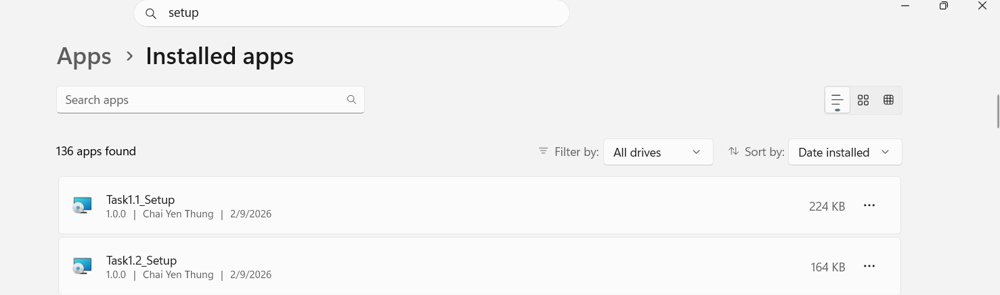 setup
Apps > Installed apps
Search apps
136 apps found Filter by: All drives Sort by: Date installed
Task1.1_Setup
1.0.0 | Chai Yen Thung | 2/9/2026 224 KB
Task1.2_Setup
1.0.0 | Chai Yen Thung | 2/9/2026 164 KB